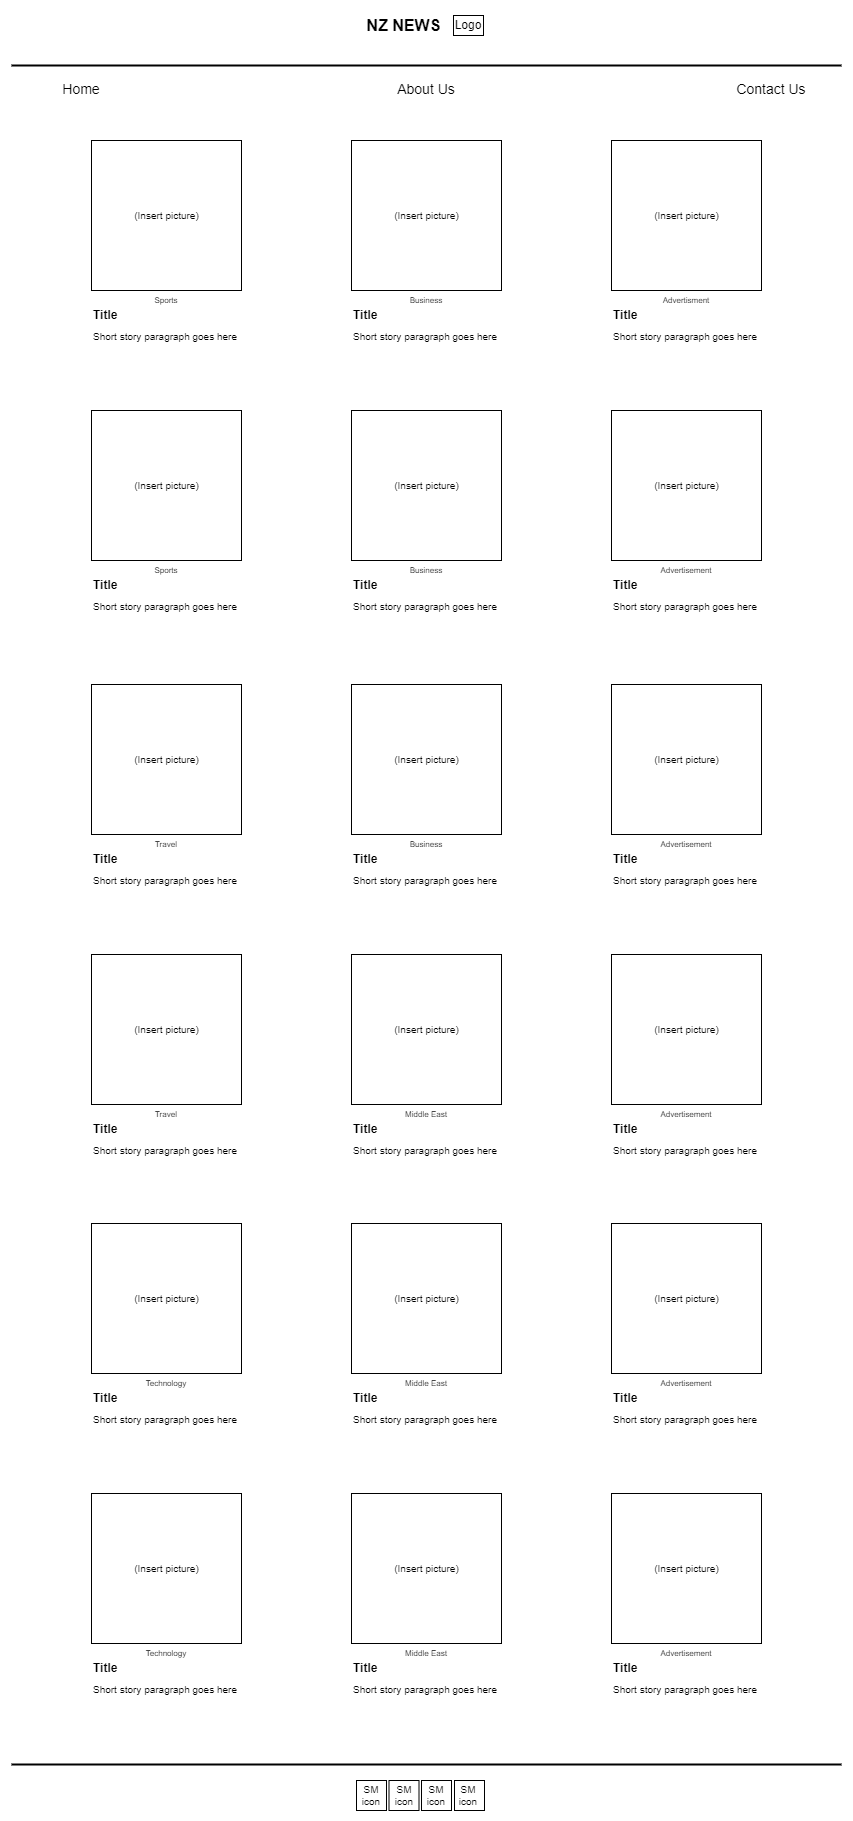 NZ NEWS Logo
Home About Us Contact Us
(Insert picture) (Insert picture) (Insert picture)
Sports Business Advertisment
Title Title Title
Short story paragraph goes here Short story paragraph goes here Short story paragraph goes here
(Insert picture) (Insert picture) (Insert picture)
Sports Business Advertisement
Title Title Title
Short story paragraph goes here Short story paragraph goes here Short story paragraph goes here
(Insert picture) (Insert picture) (Insert picture)
Travel Business Advertisement
Title Title Title
Short story paragraph goes here Short story paragraph goes here Short story paragraph goes here
(Insert picture) (Insert picture) (Insert picture)
Travel Middle East Advertisement
Title Title Title
Short story paragraph goes here Short story paragraph goes here Short story paragraph goes here
(Insert picture) (Insert picture) (Insert picture)
Technology Middle East Advertisement
Title Title Title
Short story paragraph goes here Short story paragraph goes here Short story paragraph goes here
(Insert picture) (Insert picture) (Insert picture)
Technology Middle East Advertisement
Title Title Title
Short story paragraph goes here Short story paragraph goes here Short story paragraph goes here
SM SM SM SM
icon icon icon icon